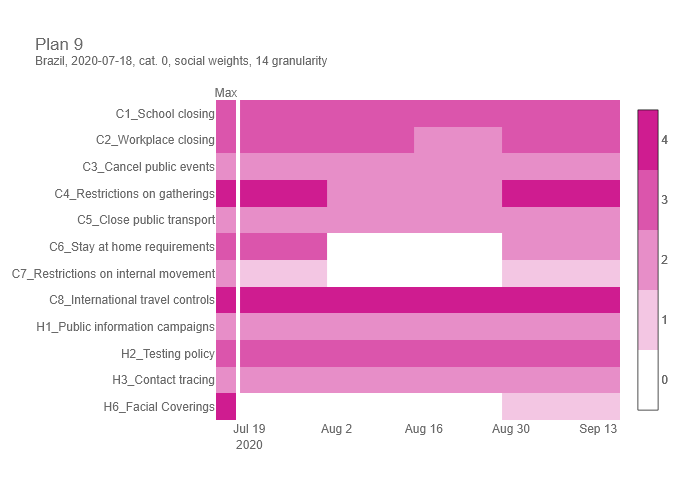 Plan 9
Brazil, 2020-07-18, cat. 0, social weights, 14 granularity
Max
C1_School closing
C2_Workplace closing
C3_Cancel public events
C4_Restrictions on gatherings
C5_Close public transport
C6_Stay at home requirements
C7_Restrictions on internal movement
C8_International travel controls
H1_Public information campaigns
H2_Testing policy
H3_Contact tracing
H6_Facial Coverings
Jul 19 Aug 2 Aug 16 Aug 30 Sep 13
2020
4
3
2
1
0